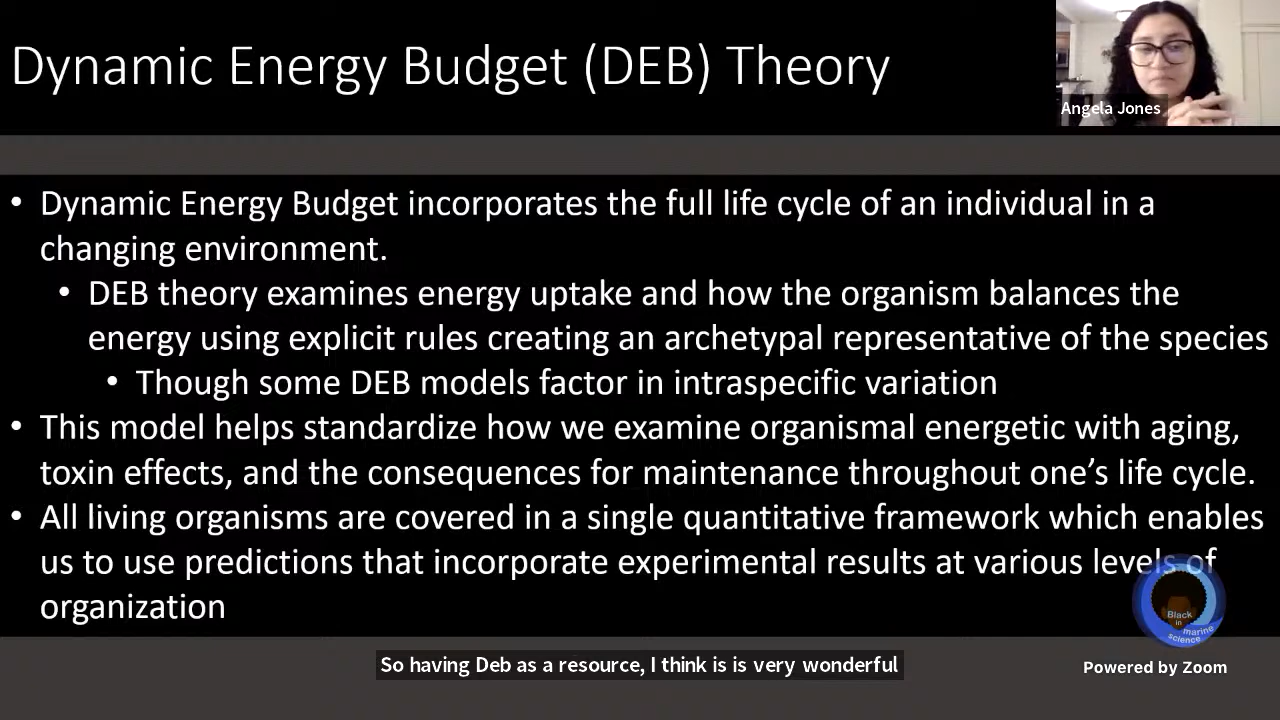 Dynamic Energy Budget (DEB) Theory
Angela Jones
• Dynamic Energy Budget incorporates the full life cycle of an individual in a
changing environment.
• DEB theory examines energy uptake and how the organism balances the
energy using explicit rules creating an archetypal representative of the species
• Though some DEB models factor in intraspecific variation
• This model helps standardize how we examine organismal energetic with aging,
toxin effects, and the consequences for maintenance throughout one's life cycle.
• All living organisms are covered in a single quantitative framework which enables
us to use predictions that incorporate experimental results at various levels of
organization
Black
in
marine
science
So having Deb as a resource, I think is is very wonderful
Powered by Zoom